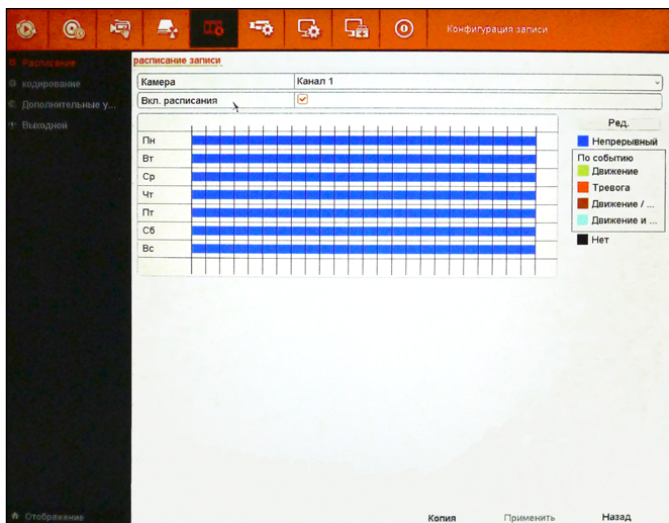 Конфигурация записи
Расписание
кодирование
Дополнительные у...
Выходной
расписание записи
Камера Канал 1
Вкл. расписания
Ред.
Пн
Вт
Ср
Чт
Пт
Сб
Вс
Непрерывный
По событию
Движение
Тревога
Движение / ...
Движение и ...
Нет
Отображение
Копия Применить Назад